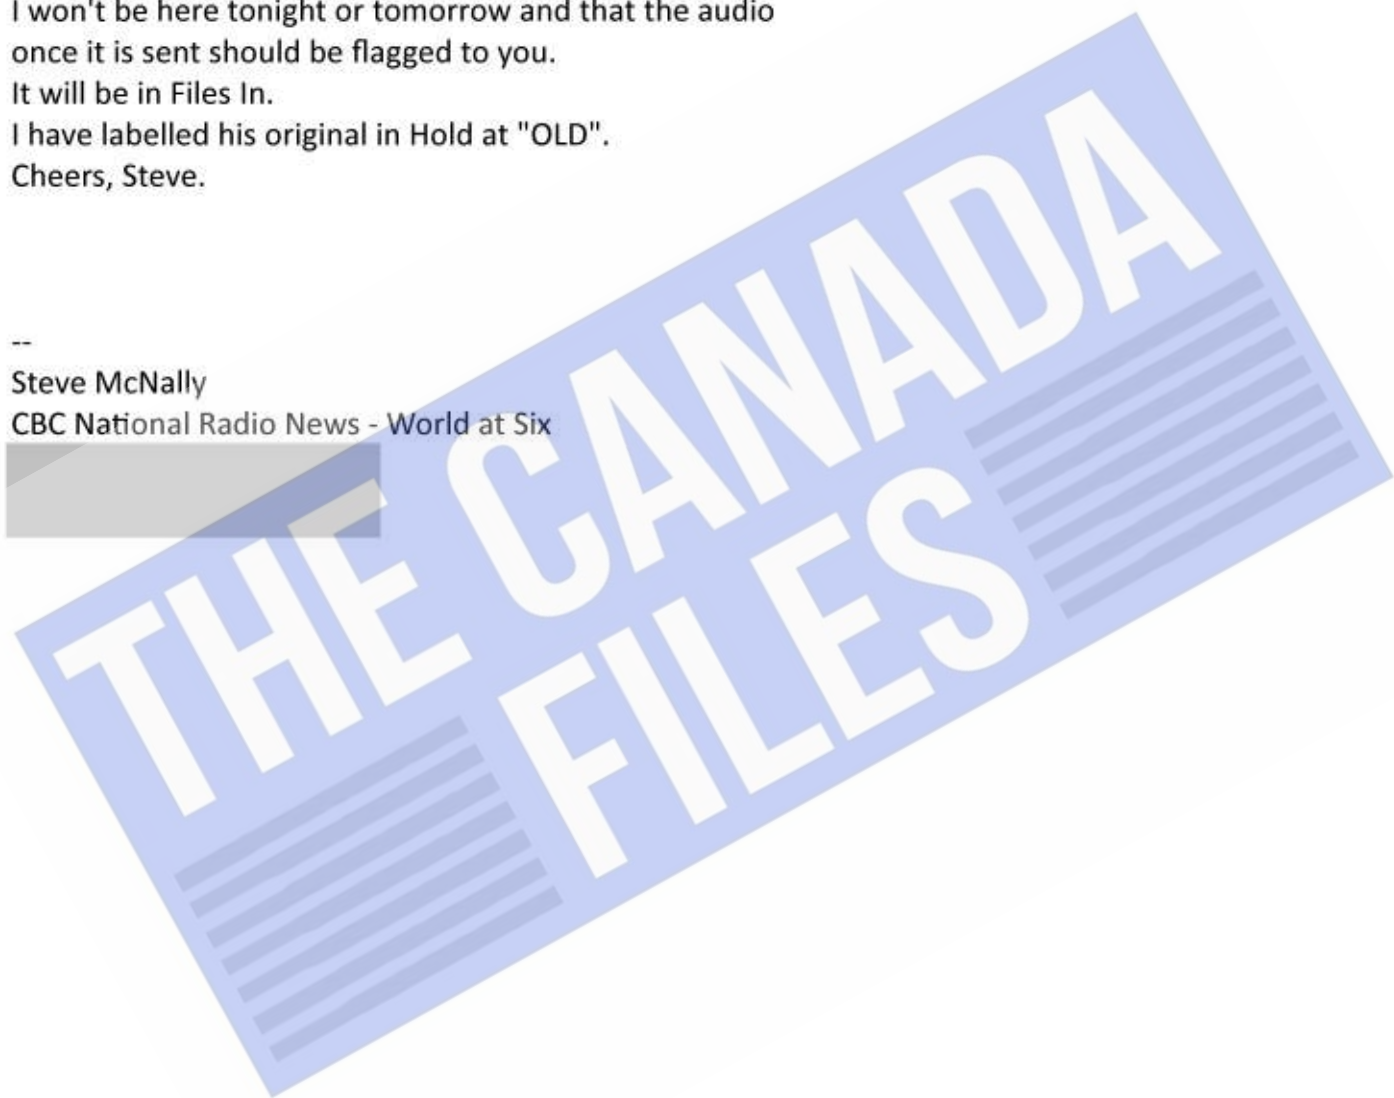 I won't be here tonight or tomorrow and that the audio
once it is sent should be flagged to you.
It will be in Files In.
I have labelled his original in Hold at "OLD".
Cheers, Steve.
--
Steve McNally
CBC National Radio News - World at Six
THE CANADA
FILES